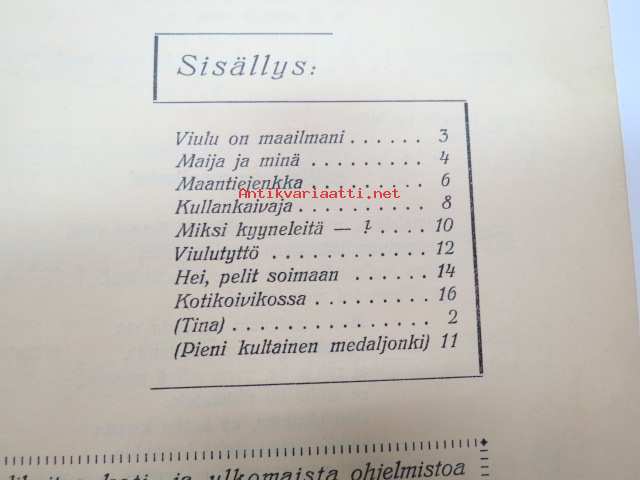 Sisällys:
Viulu on maailmani . . . . . . 3
Maija ja minä . . . . . . . . . 4
Maantiejenkka . . . . . . . . . 6
Antikvariaatti.net
Kullankaivaja . . . . . . . . . . 8
Miksi kyyneleitä — ? . . . . 10
Viulutyttö . . . . . . . . . . . . 12
Hei, pelit soimaan . . . . . . 14
Kotikoivikossa . . . . . . . . . 16
(Tina) . . . . . . . . . . . . . . . 2
(Pieni kultainen medaljonki) 11
ja ulkomaista ohjelmistoa